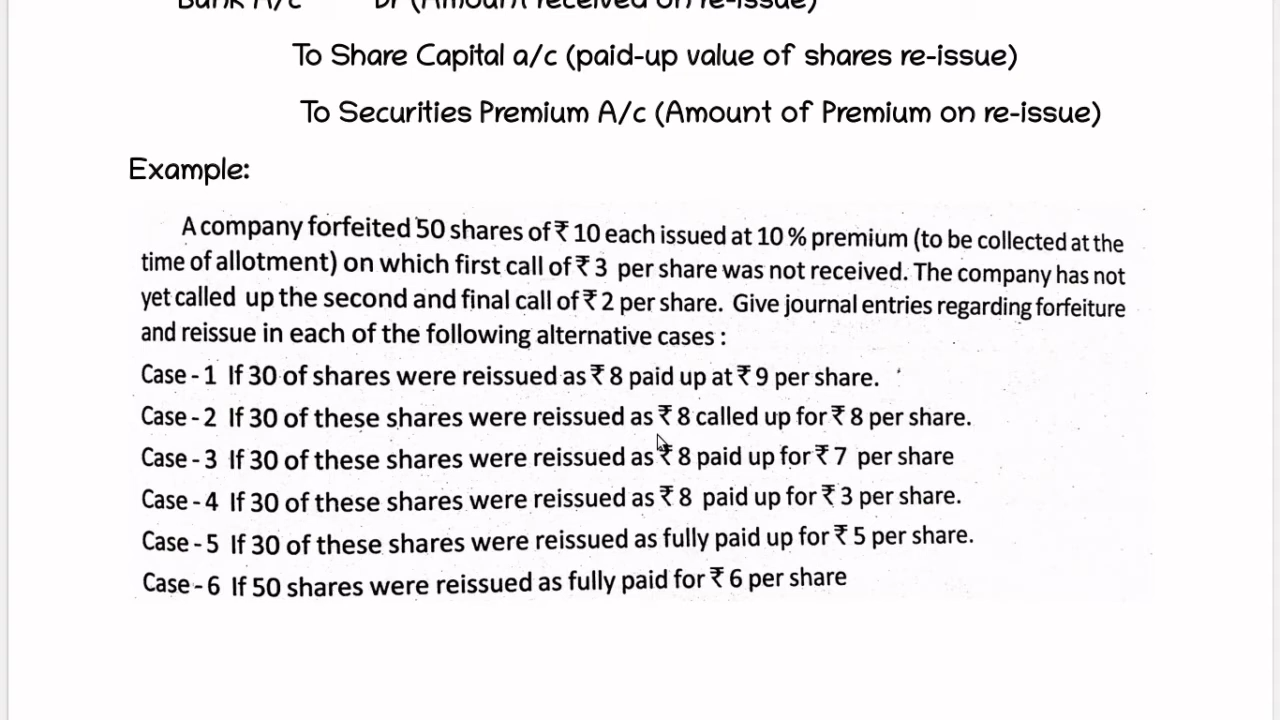 Bank A/c Dr (Amount received on re-issue)
To Share Capital a/c (paid-up value of shares re-issue)
To Securities Premium A/c (Amount of Premium on re-issue)
Example:
A company forfeited 50 shares of ₹ 10 each issued at 10 % premium (to be collected at the
time of allotment) on which first call of ₹ 3 per share was not received. The company has not
yet called up the second and final call of ₹ 2 per share. Give journal entries regarding forfeiture
and reissue in each of the following alternative cases :
Case - 1 If 30 of shares were reissued as ₹ 8 paid up at ₹ 9 per share.
Case - 2 If 30 of these shares were reissued as ₹ 8 called up for ₹ 8 per share.
Case - 3 If 30 of these shares were reissued as ₹ 8 paid up for ₹ 7 per share
Case - 4 If 30 of these shares were reissued as ₹ 8 paid up for ₹ 3 per share.
Case - 5 If 30 of these shares were reissued as fully paid up for ₹ 5 per share.
Case - 6 If 50 shares were reissued as fully paid for ₹ 6 per share